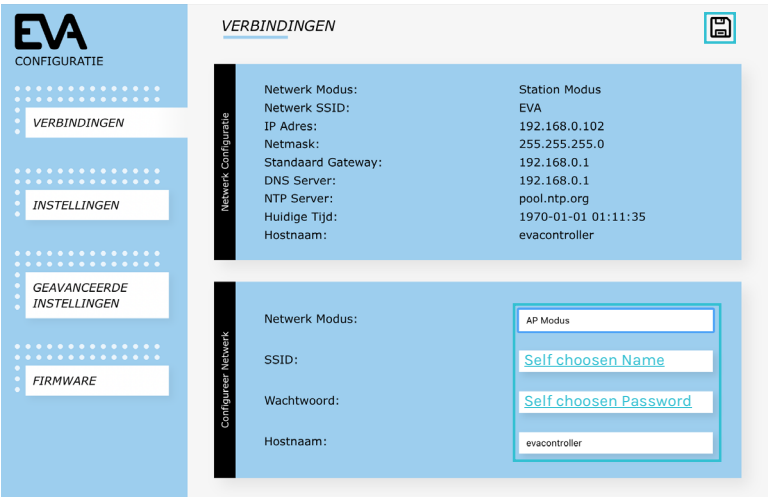 EVA
CONFIGURATIE
VERBINDINGEN
INSTELLINGEN
GEAVANCEERDE
INSTELLINGEN
FIRMWARE
VERBINDINGEN
Netwerk Configuratie
Netwerk Modus: Station Modus
Netwerk SSID: EVA
IP Adres: 192.168.0.102
Netmask: 255.255.255.0
Standaard Gateway: 192.168.0.1
DNS Server: 192.168.0.1
NTP Server: pool.ntp.org
Huidige Tijd: 1970-01-01 01:11:35
Hostnaam: evacontroller
Configureer Netwerk
Netwerk Modus: AP Modus
SSID: Self choosen Name
Wachtwoord: Self choosen Password
Hostnaam: evacontroller